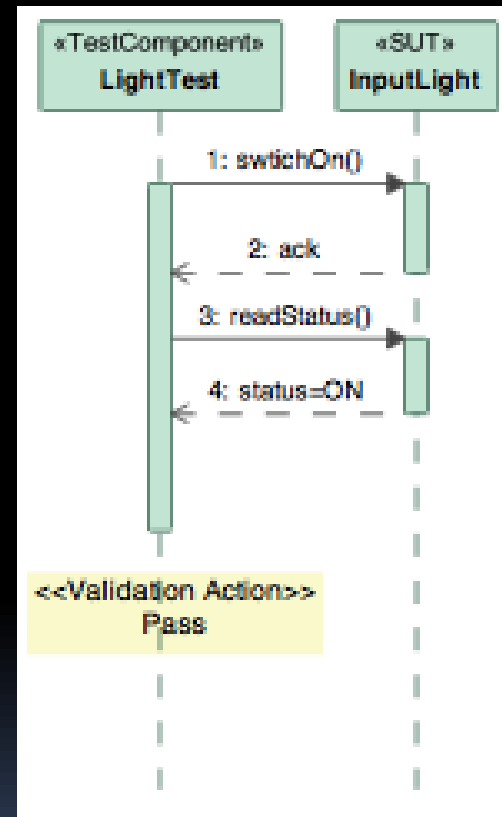 «TestComponent»
LightTest
«SUT»
InputLight
1: swtichOn()
2: ack
3: readStatus()
4: status=ON
<<Validation Action>>
Pass